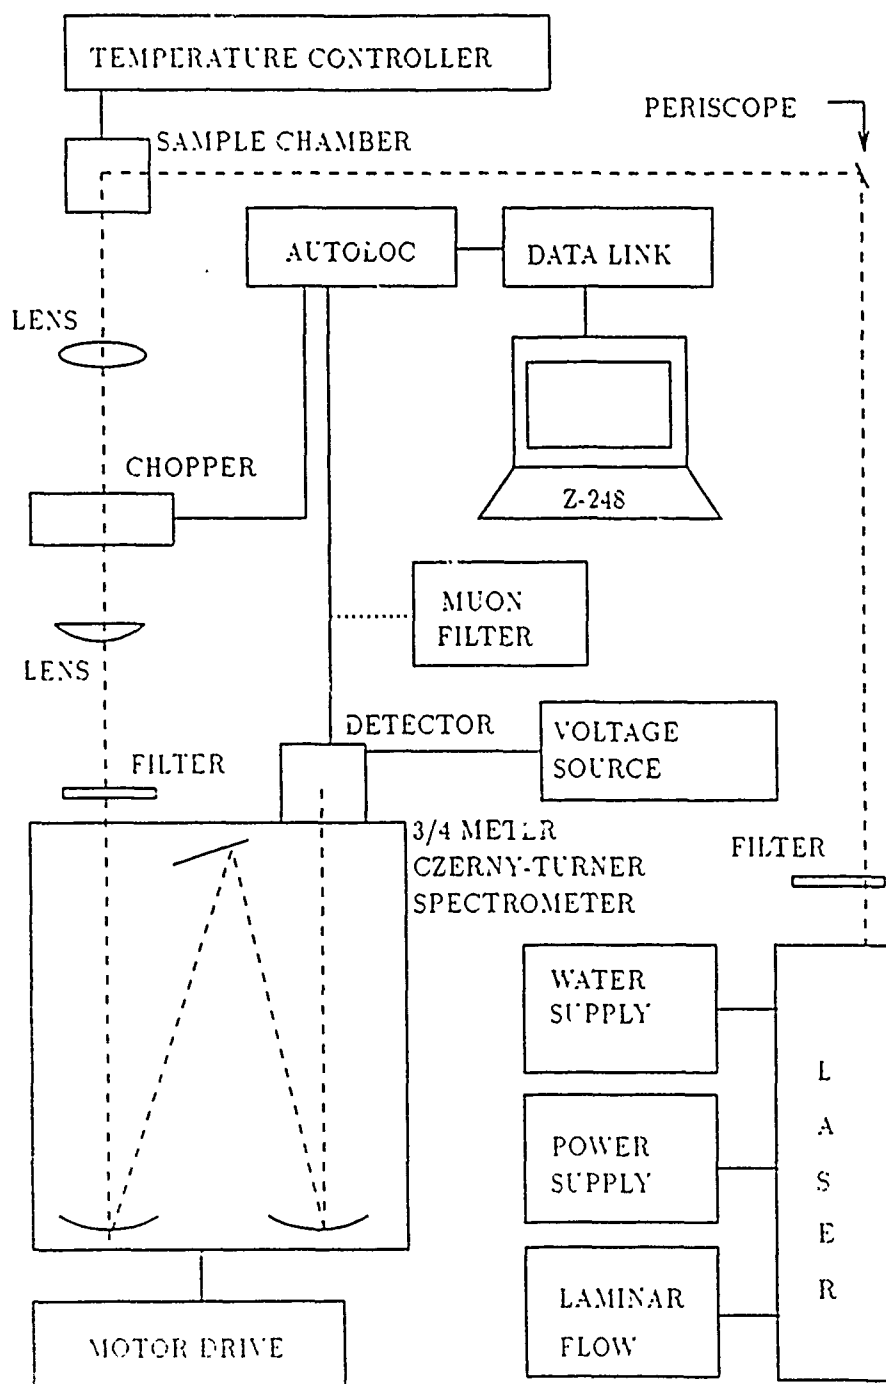 TEMPERATURE CONTROLLER
PERISCOPE
SAMPLE CHAMBER
AUTOLOC
DATA LINK
LENS
CHOPPER
Z-248
MUON
FILTER
LENS
DETECTOR
VOLTAGE
SOURCE
FILTER
3/4 METER
CZERNY-TURNER
SPECTROMETER
FILTER
WATER
SUPPLY
POWER
SUPPLY
LAMINAR
FLOW
L
A
S
E
R
MOTOR DRIVE